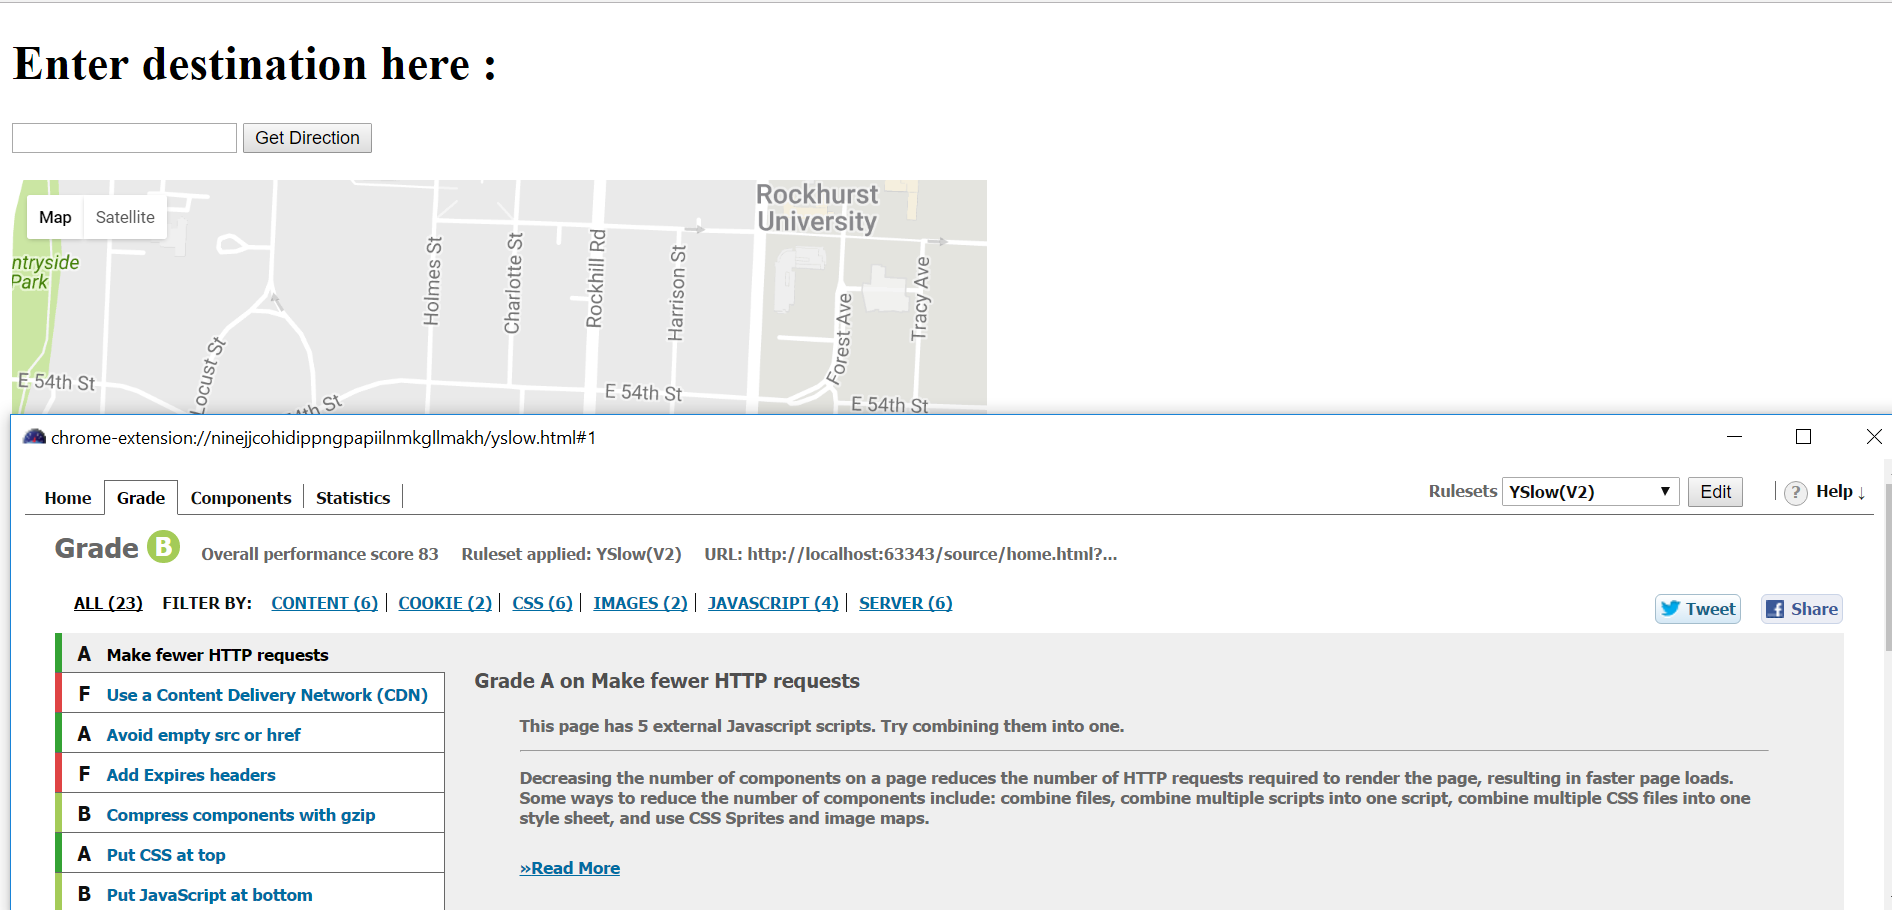 Enter destination here :
Get Direction
Map Satellite
Rockhurst
University
ntryside
Park
Holmes St
Charlotte St
Rockhill Rd
Harrison St
Forest Ave
Tracy Ave
Locust St
E 54th St
4th St
E 54th St
E 54th St
chrome-extension://ninejjcohidippngpapiilnmkgllmakh/yslow.html#1
Home Grade Components Statistics
Rulesets YSlow(V2) Edit ? Help ↓
Grade B Overall performance score 83 Ruleset applied: YSlow(V2) URL: http://localhost:63343/source/home.html?...
ALL (23) FILTER BY: CONTENT (6) COOKIE (2) CSS (6) IMAGES (2) JAVASCRIPT (4) SERVER (6)
Tweet Share
A Make fewer HTTP requests
F Use a Content Delivery Network (CDN)
A Avoid empty src or href
F Add Expires headers
B Compress components with gzip
A Put CSS at top
B Put JavaScript at bottom
Grade A on Make fewer HTTP requests
This page has 5 external Javascript scripts. Try combining them into one.
Decreasing the number of components on a page reduces the number of HTTP requests required to render the page, resulting in faster page loads.
Some ways to reduce the number of components include: combine files, combine multiple scripts into one script, combine multiple CSS files into one
style sheet, and use CSS Sprites and image maps.
»Read More